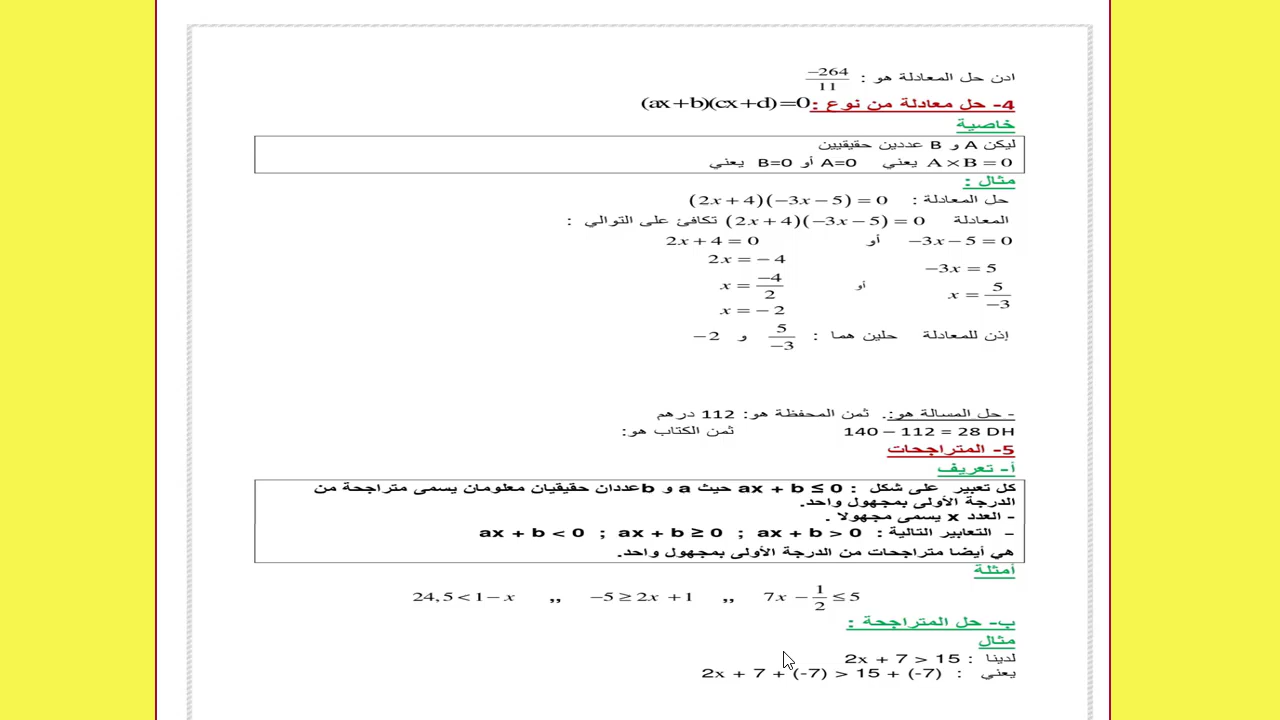 ادن حل المعادلة هو : −264/11
4- حل معادلة من نوع : (ax+b)(cx+d)=0
خاصية
ليكن A و B عددين حقيقيين
A×B = 0 يعني A=0 أو B=0 يعني
مثال :
حل المعادلة : (2x+4)(−3x−5) = 0
المعادلة (2x+4)(−3x−5) = 0 تكافئ على التوالي :
−3x−5 = 0 أو 2x+4 = 0
−3x = 5 2x = −4
x = 5/−3 أو x = −4/2
x = −2
إذن للمعادلة حلين هما : 5/−3 و −2
- حل المسالة هو:. ثمن المحفظة هو: 112 درهم
140 – 112 = 28 DH ثمن الكتاب هو:
5- المتراجحات
أ- تعريف
كل تعبير على شكل : ax + b ≤ 0 حيث a و b عددان حقيقيان معلومان يسمى متراجحة من
الدرجة الأولى بمجهول واحد.
- العدد x يسمى مجهولا .
- التعابير التالية : ax + b < 0 ; ax + b ≥ 0 ; ax + b > 0
هي أيضا متراجحات من الدرجة الأولى بمجهول واحد.
أمثلة
24,5 < 1−x ,, −5 ≥ 2x+1 ,, 7x − 1/2 ≤ 5
ب- حل المتراجحة :
مثال
لدينا : 2x + 7 > 15
يعني : 2x + 7 + (-7) > 15 + (-7)